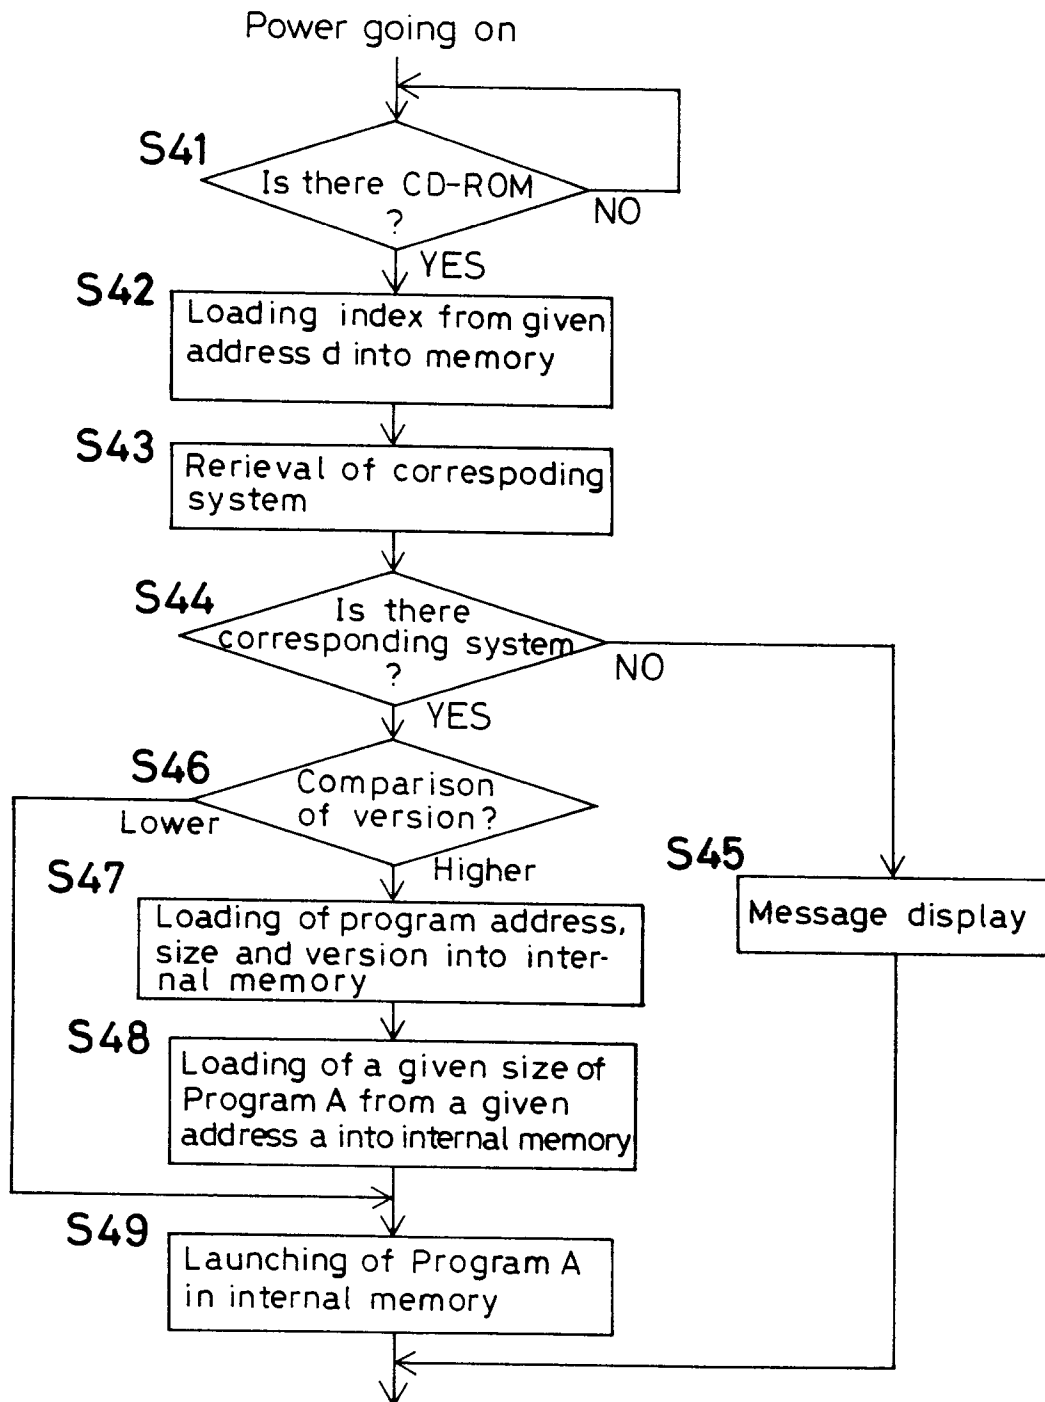 Power going on
S41
Is there CD-ROM
?
NO
YES
S42
Loading index from given
address d into memory
S43
Rerieval of correspoding
system
S44
Is there
corresponding system
?
NO
YES
S46
Comparison
of version?
Lower
Higher
S45
Message display
S47
Loading of program address,
size and version into inter-
nal memory
S48
Loading of a given size of
Program A from a given
address a into internal memory
S49
Launching of Program A
in internal memory